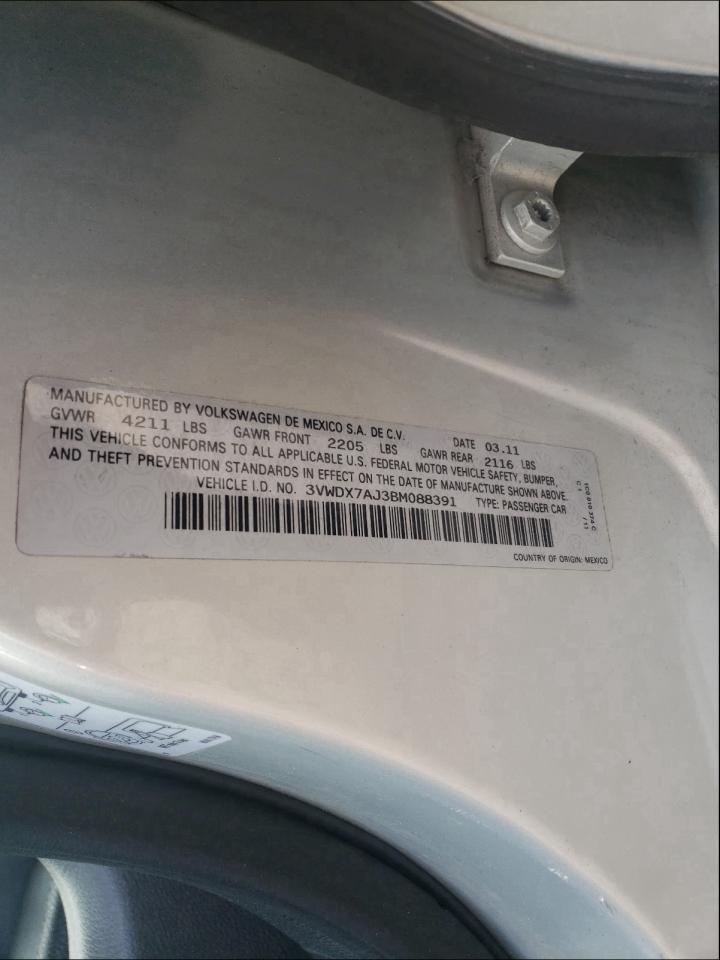 MANUFACTURED BY VOLKSWAGEN DE MEXICO S.A. DE C.V. DATE 03.11
GVWR 4211 LBS GAWR FRONT 2205 LBS GAWR REAR 2116 LBS
THIS VEHICLE CONFORMS TO ALL APPLICABLE U.S. FEDERAL MOTOR VEHICLE SAFETY, BUMPER,
AND THEFT PREVENTION STANDARDS IN EFFECT ON THE DATE OF MANUFACTURE SHOWN ABOVE.
VEHICLE I.D. NO. 3VWDX7AJ3BM088391 TYPE: PASSENGER CAR
COUNTRY OF ORIGIN: MEXICO